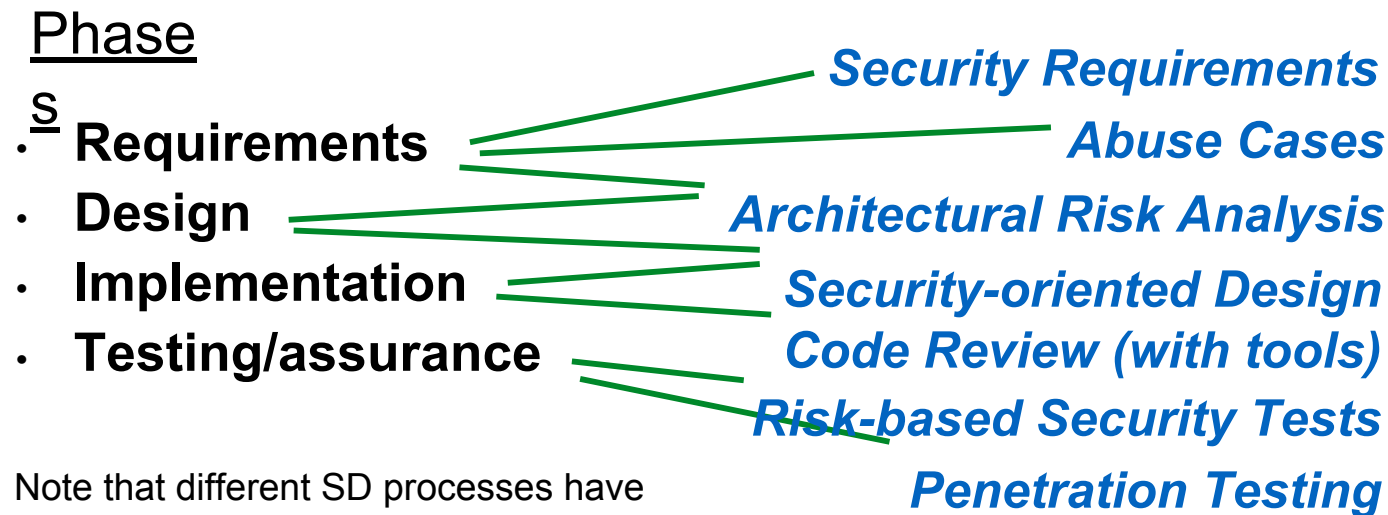 Phase
s
• Requirements
• Design
• Implementation
• Testing/assurance
Note that different SD processes have
Security Requirements
Abuse Cases
Architectural Risk Analysis
Security-oriented Design
Code Review (with tools)
Risk-based Security Tests
Penetration Testing